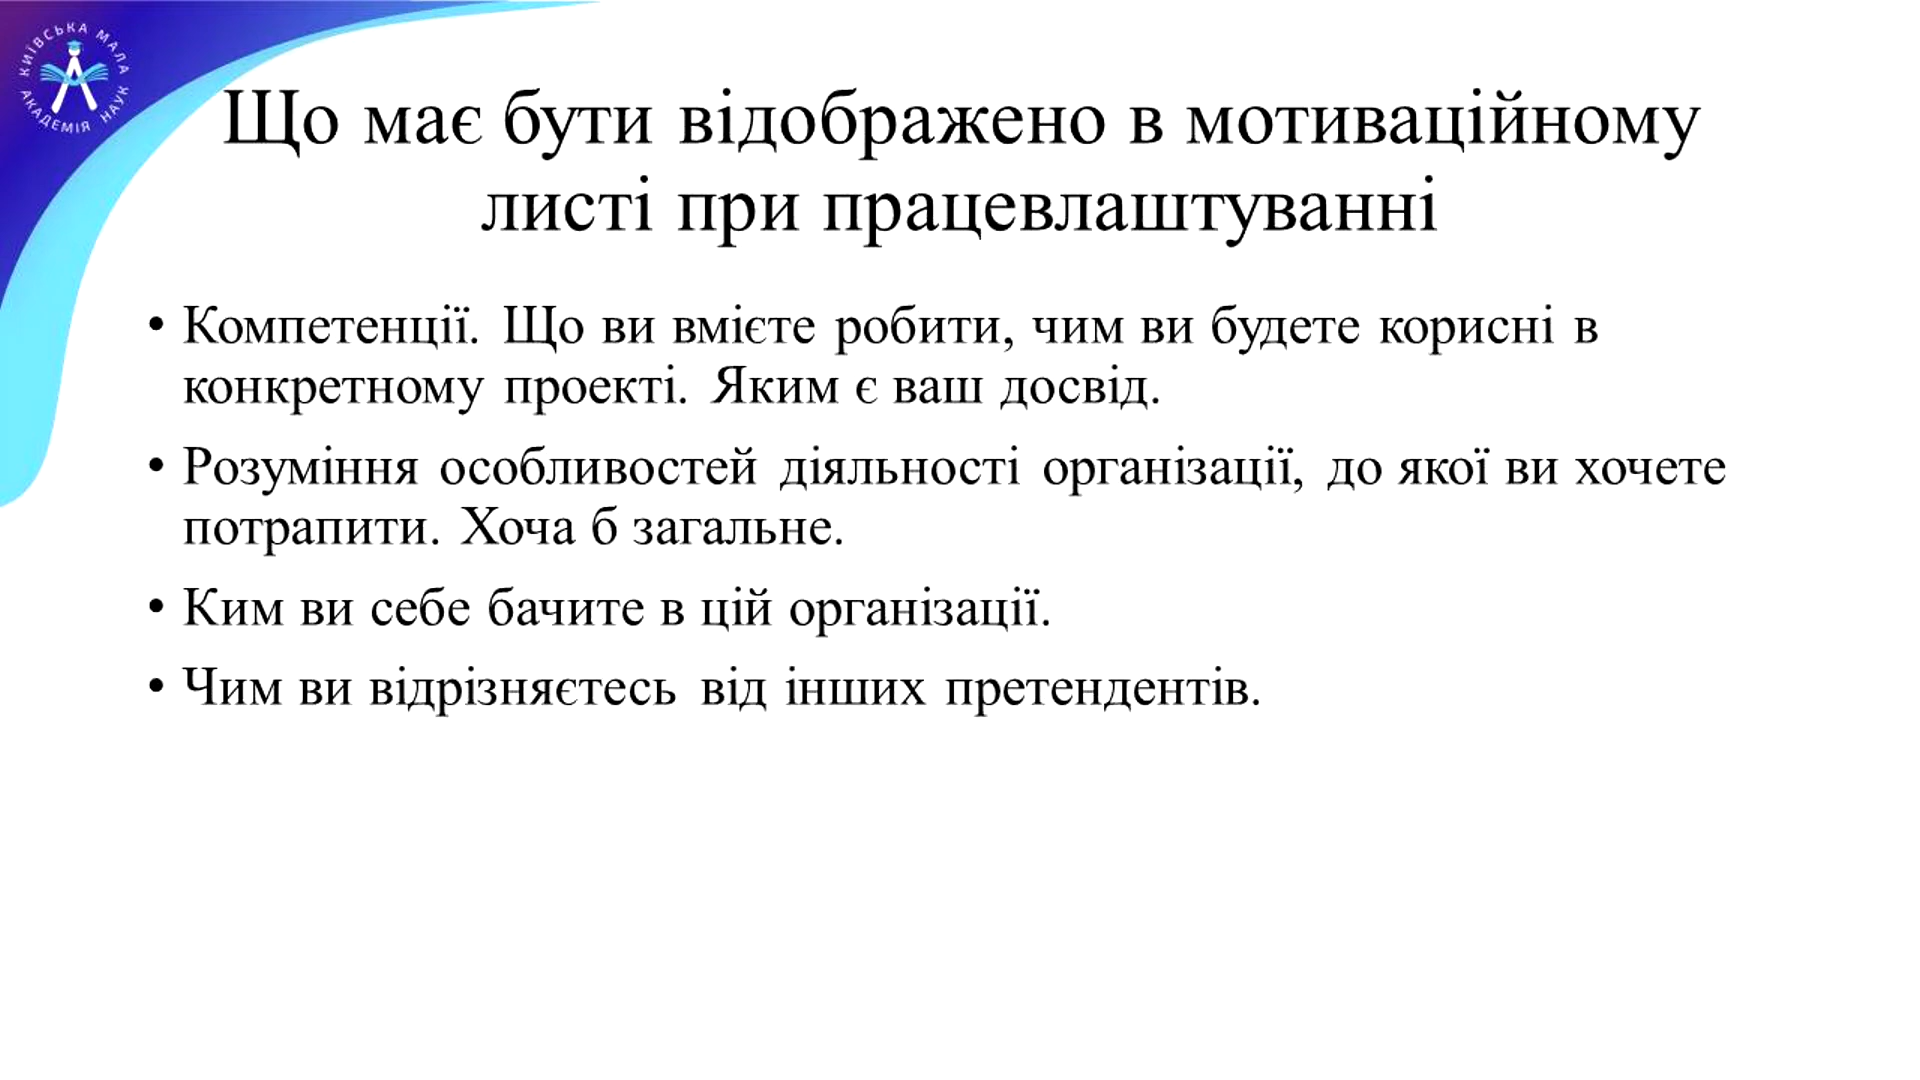 КИЇВСЬКА МАЛА
АКАДЕМІЯ НАУК
Що має бути відображено в мотиваційному
листі при працевлаштуванні
• Компетенції. Що ви вмієте робити, чим ви будете корисні в
конкретному проекті. Яким є ваш досвід.
• Розуміння особливостей діяльності організації, до якої ви хочете
потрапити. Хоча б загальне.
• Ким ви себе бачите в цій організації.
• Чим ви відрізняєтесь від інших претендентів.